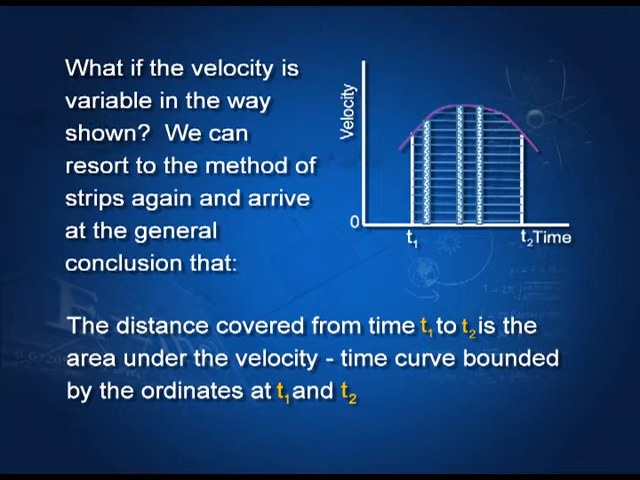 What if the velocity is
variable in the way
shown? We can
resort to the method of
strips again and arrive
at the general
conclusion that:
Velocity
0
t₁
t₂ Time
The distance covered from time t₁ to t₂ is the
area under the velocity - time curve bounded
by the ordinates at t₁ and t₂